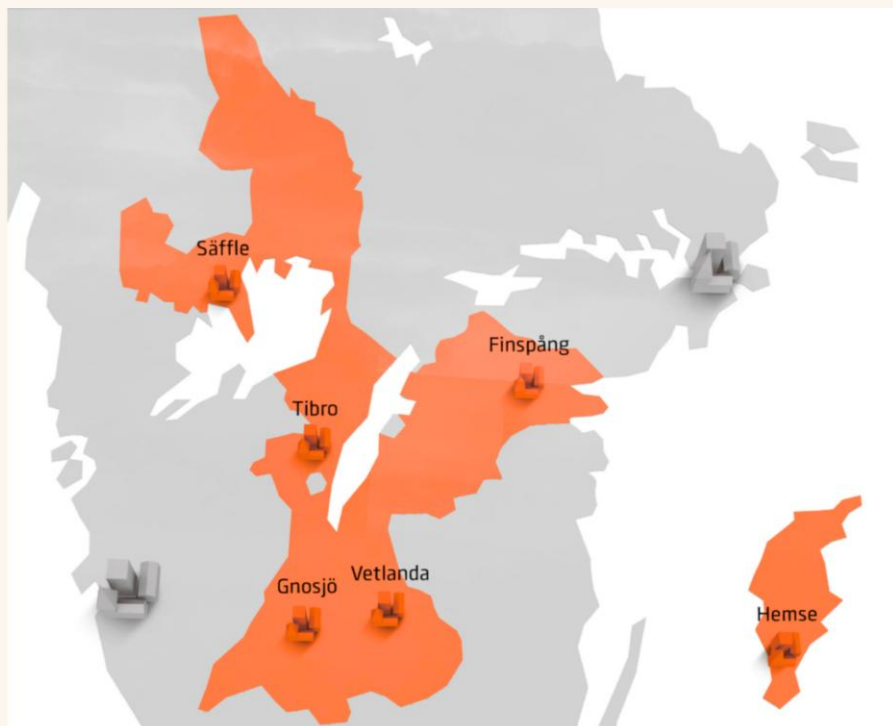 Säffle
Finspång
Tibro
Gnosjö
Vetlanda
Hemse